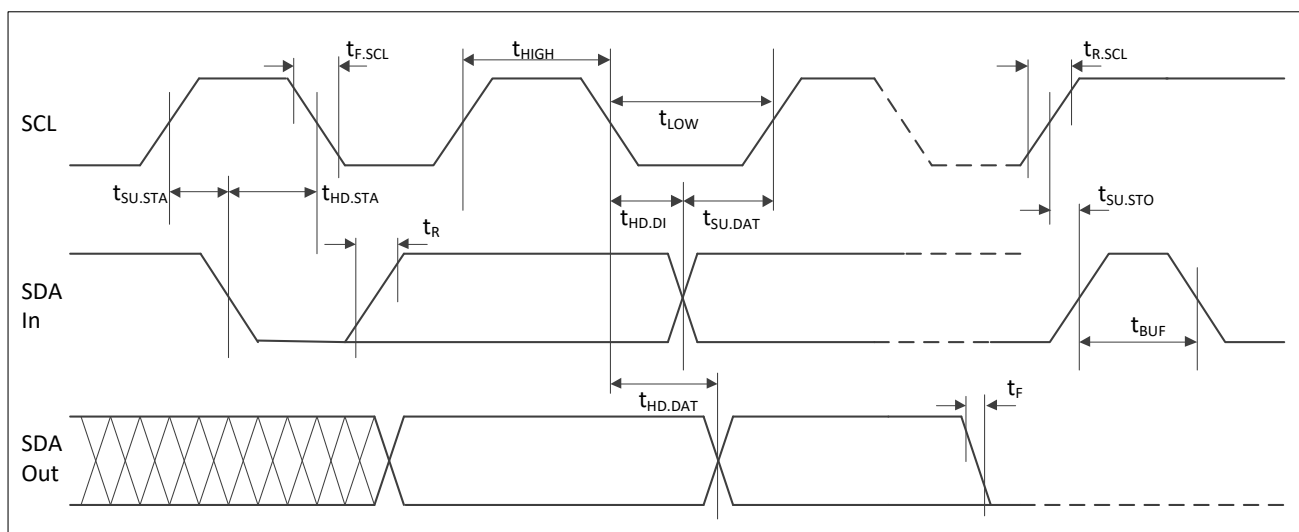 tF.SCL
tHIGH
tR.SCL
SCL
tLOW
tSU.STA
tHD.STA
tHD.DI
tSU.DAT
tSU.STO
tR
SDA
In
tBUF
tHD.DAT
tF
SDA
Out